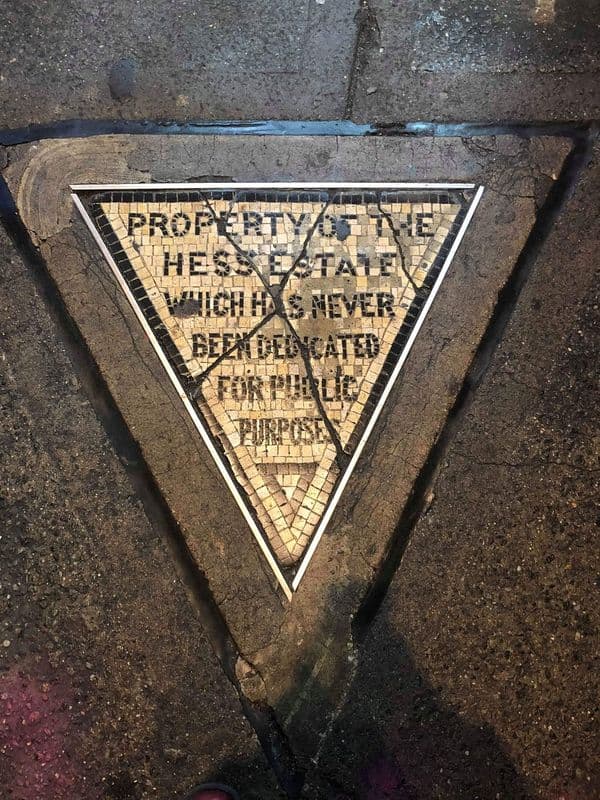 PROPERTY OF THE
HESS ESTATE
WHICH HAS NEVER
BEEN DEDICATED
FOR PUBLIC
PURPOSES